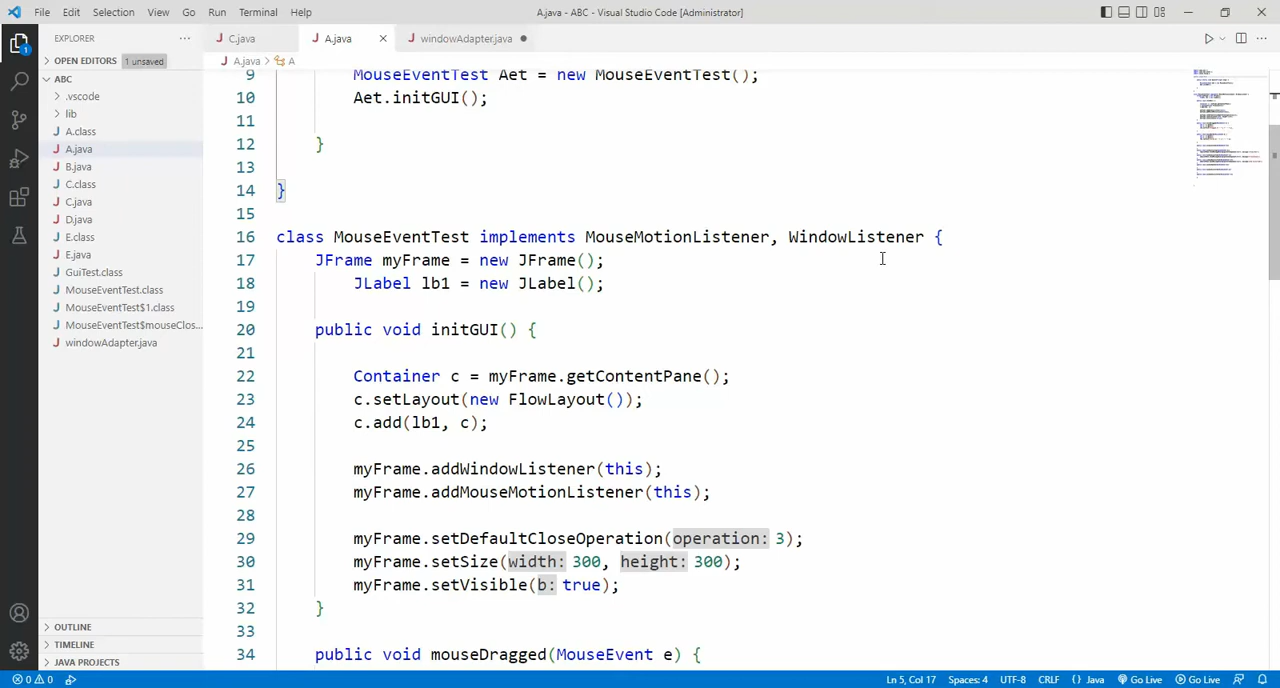 File Edit Selection View Go Run Terminal Help
A.java - ABC - Visual Studio Code [Administrator]
EXPLORER
OPEN EDITORS 1 unsaved
ABC
.vscode
lib
A.class
A.java
B.java
C.class
C.java
D.java
E.class
E.java
GuiTest.class
MouseEventTest.class
MouseEventTest$1.class
MouseEventTest$mouseClos...
windowAdapter.java
OUTLINE
TIMELINE
JAVA PROJECTS
C.java A.java windowAdapter.java
A.java > A
9 MouseEventTest Aet = new MouseEventTest();
10 Aet.initGUI();
11
12 }
13
14 }
15
16 class MouseEventTest implements MouseMotionListener, WindowListener {
17 JFrame myFrame = new JFrame();
18 JLabel lb1 = new JLabel();
19
20 public void initGUI() {
21
22 Container c = myFrame.getContentPane();
23 c.setLayout(new FlowLayout());
24 c.add(lb1, c);
25
26 myFrame.addWindowListener(this);
27 myFrame.addMouseMotionListener(this);
28
29 myFrame.setDefaultCloseOperation(operation: 3);
30 myFrame.setSize(width: 300, height: 300);
31 myFrame.setVisible(b: true);
32 }
33
34 public void mouseDragged(MouseEvent e) {
1
0 0 Ln 5, Col 17 Spaces: 4 UTF-8 CRLF {} Java Go Live Go Live